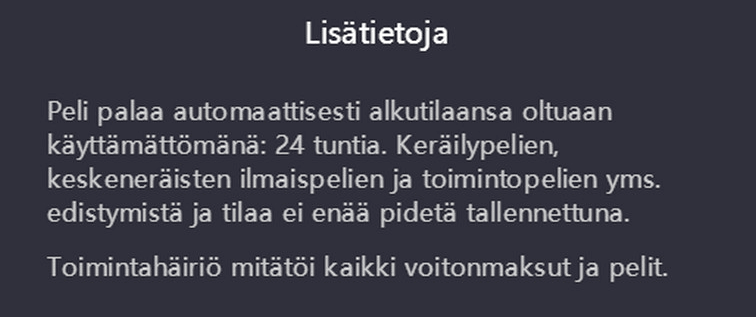 Lisätietoja
Peli palaa automaattisesti alkutilaansa oltuaan
käyttämättömänä: 24 tuntia. Keräilypelien,
keskeneräisten ilmaispelien ja toimintopelien yms.
edistymistä ja tilaa ei enää pidetä tallennettuna.
Toimintahäiriö mitätöi kaikki voitonmaksut ja pelit.